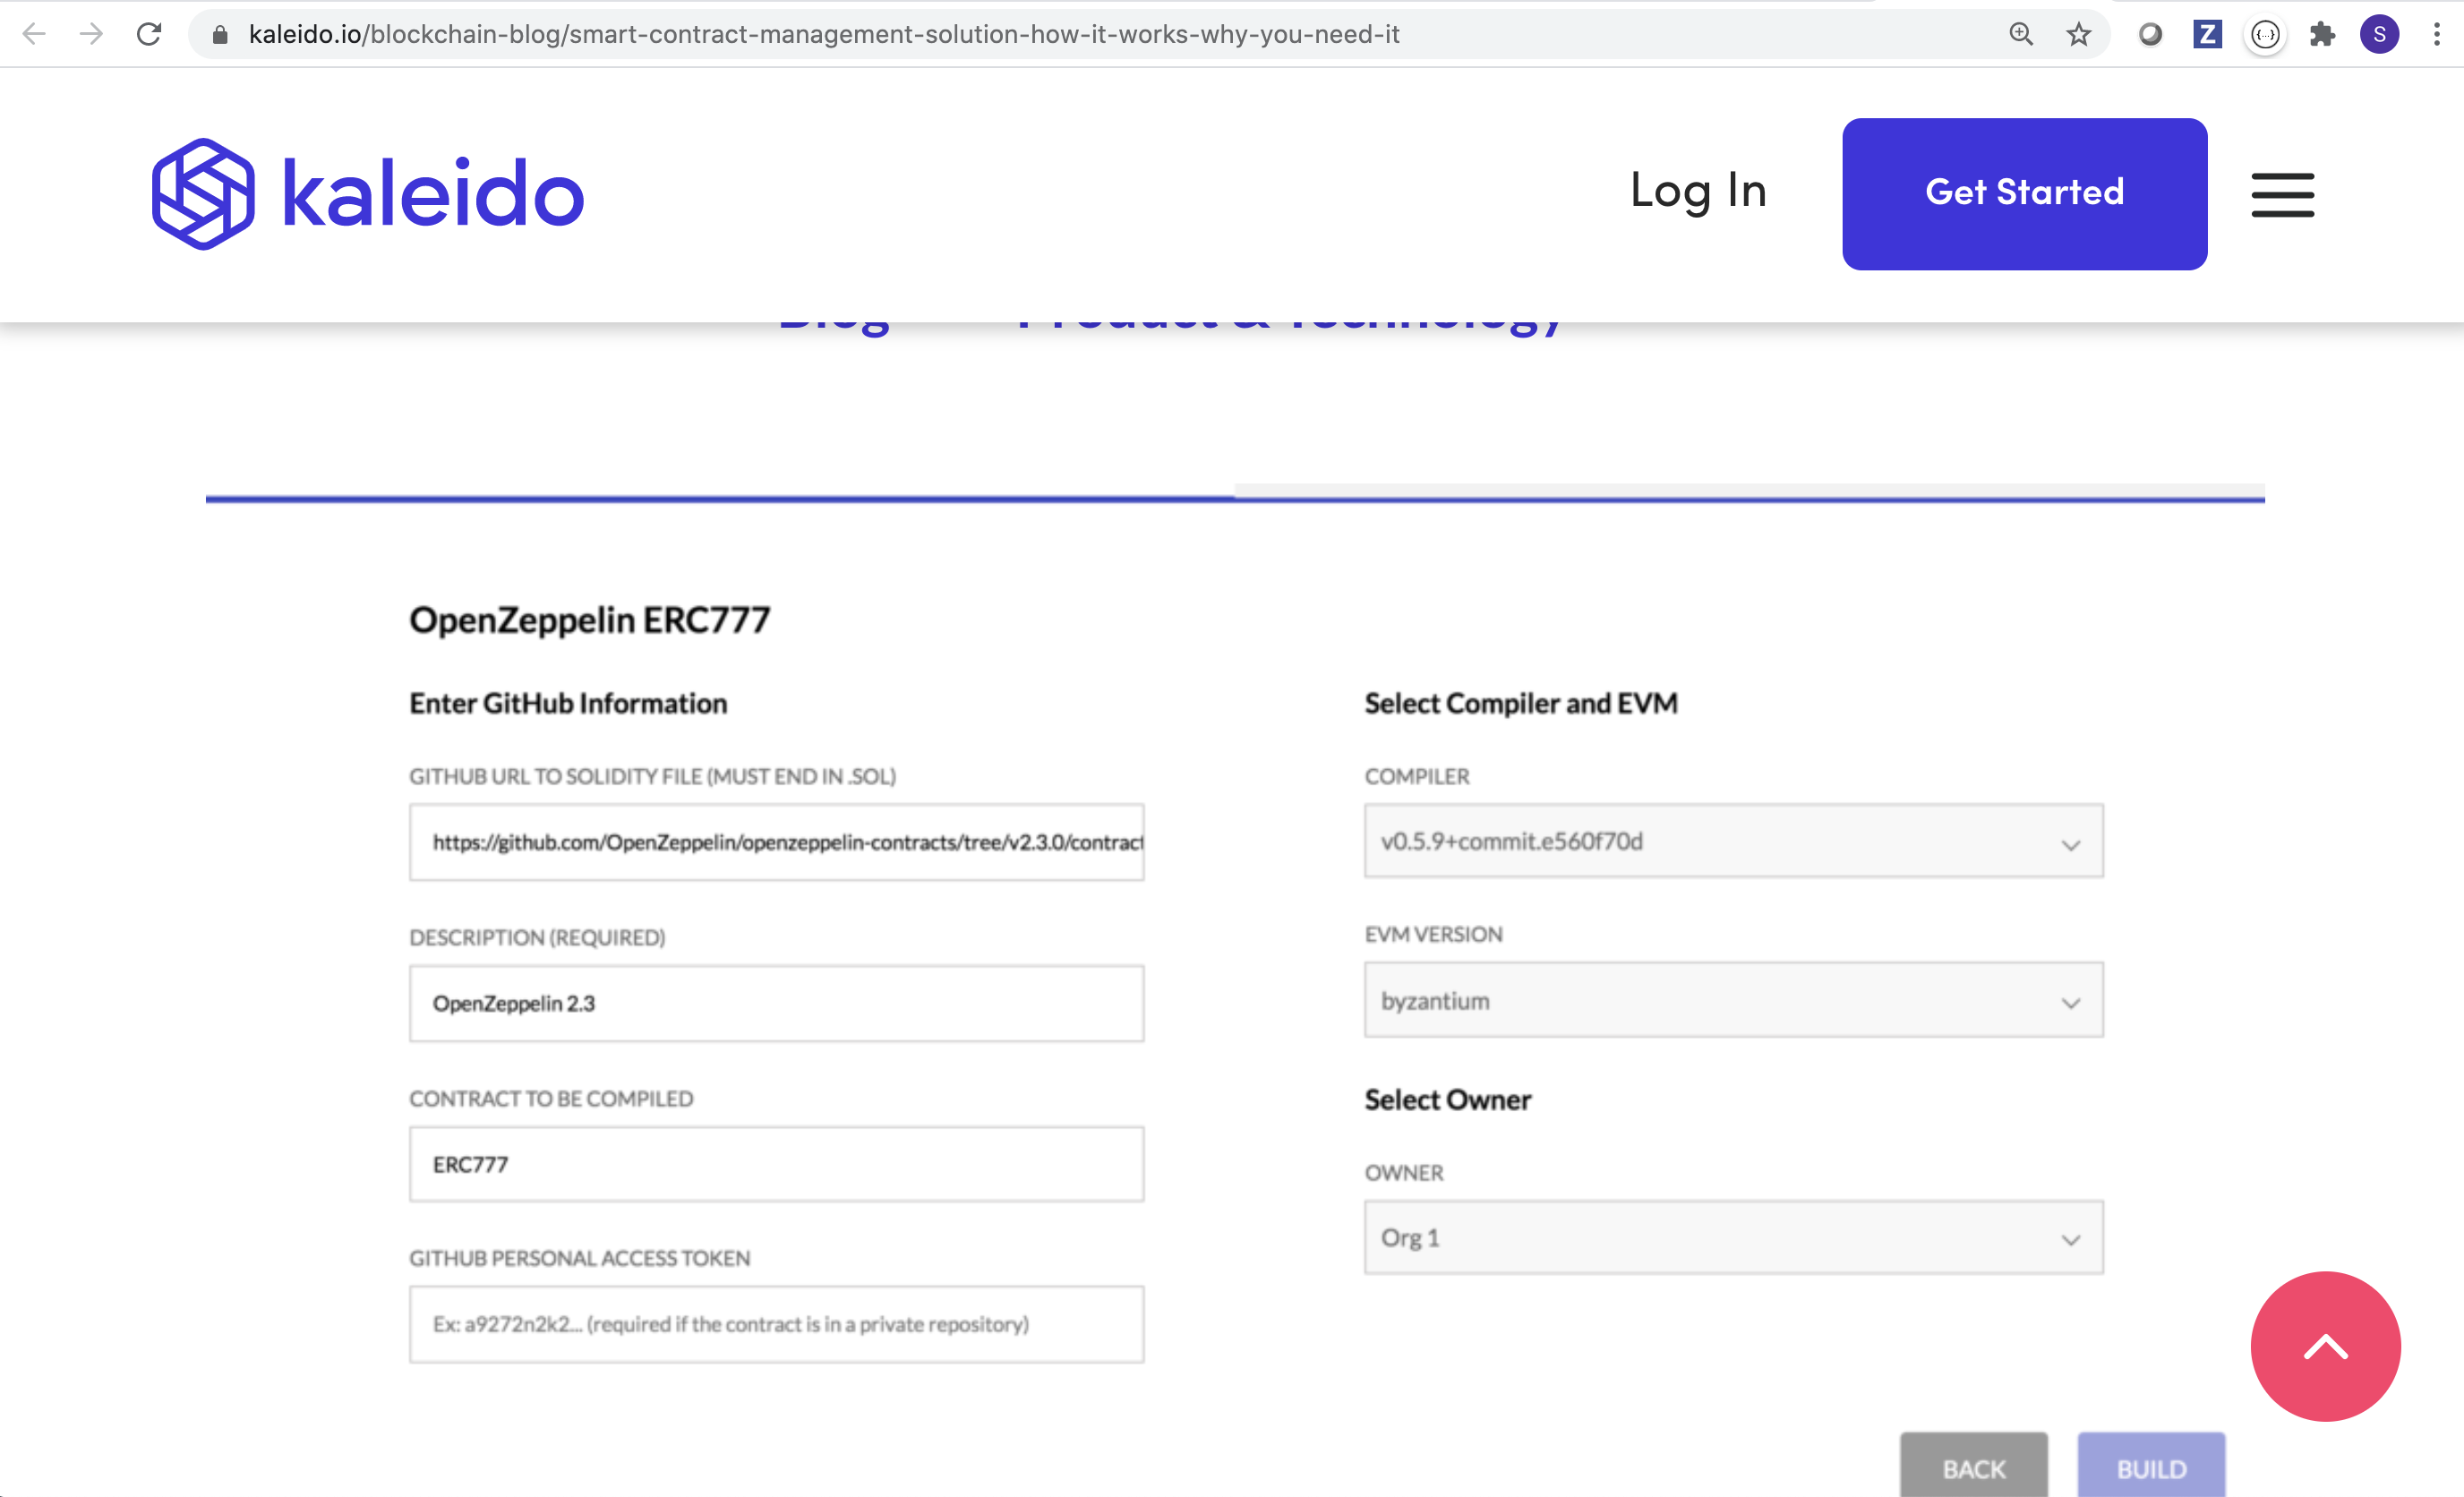 kaleido.io/blockchain-blog/smart-contract-management-solution-how-it-works-why-you-need-it
Z
{...}
S
kaleido
Log In
Get Started
Blog Product & Technology
OpenZeppelin ERC777
Enter GitHub Information
GITHUB URL TO SOLIDITY FILE (MUST END IN .SOL)
https://github.com/OpenZeppelin/openzeppelin-contracts/tree/v2.3.0/contract
DESCRIPTION (REQUIRED)
OpenZeppelin 2.3
CONTRACT TO BE COMPILED
ERC777
GITHUB PERSONAL ACCESS TOKEN
Ex: a9272n2k2... (required if the contract is in a private repository)
Select Compiler and EVM
COMPILER
v0.5.9+commit.e560f70d
EVM VERSION
byzantium
Select Owner
OWNER
Org 1
BACK
BUILD